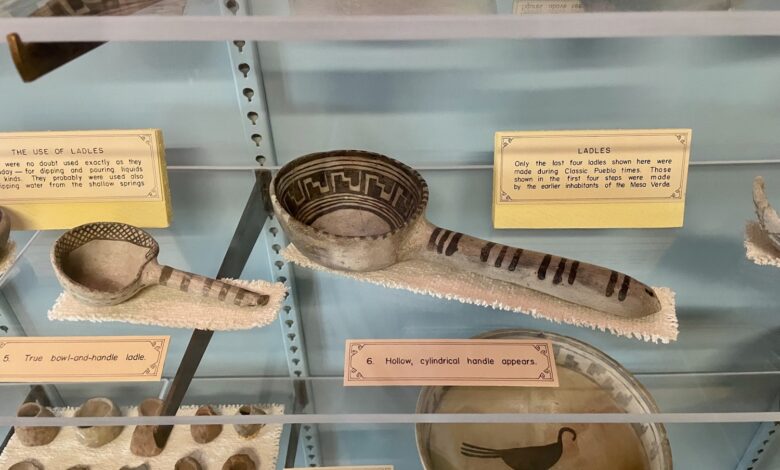 THE USE OF LADLES
were no doubt used exactly as they
day — for dipping and pouring liquids
kinds. They probably were used also
pping water from the shallow springs
LADLES
Only the last four ladles shown here were
made during Classic Pueblo times. Those
shown in the first four steps were made
by the earlier inhabitants of the Mesa Verde.
5. True bowl-and-handle ladle.
6. Hollow, cylindrical handle appears.